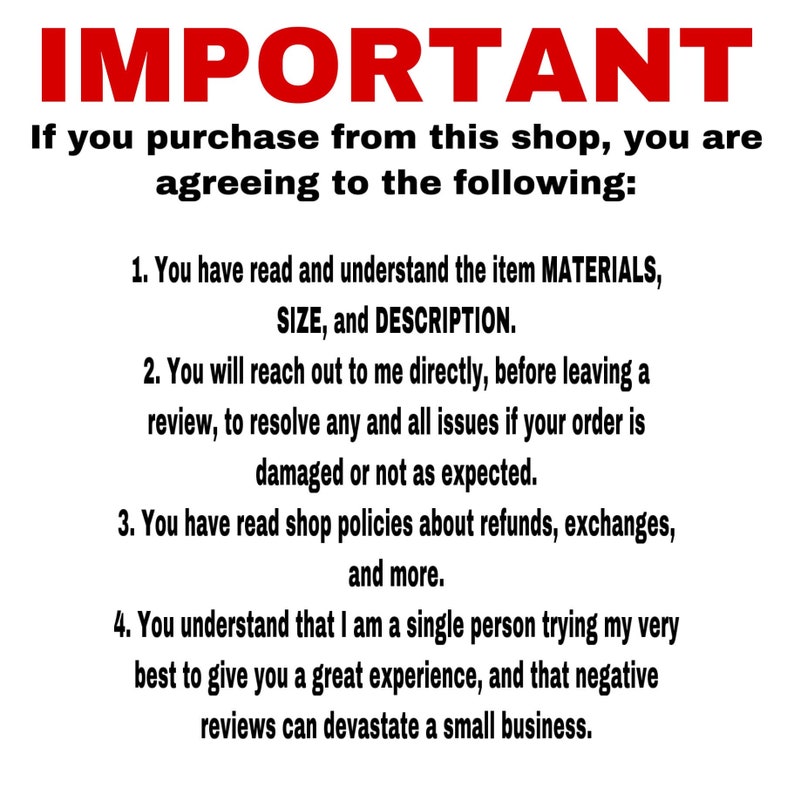 IMPORTANT
If you purchase from this shop, you are
agreeing to the following:
1. You have read and understand the item MATERIALS,
SIZE, and DESCRIPTION.
2. You will reach out to me directly, before leaving a
review, to resolve any and all issues if your order is
damaged or not as expected.
3. You have read shop policies about refunds, exchanges,
and more.
4. You understand that I am a single person trying my very
best to give you a great experience, and that negative
reviews can devastate a small business.